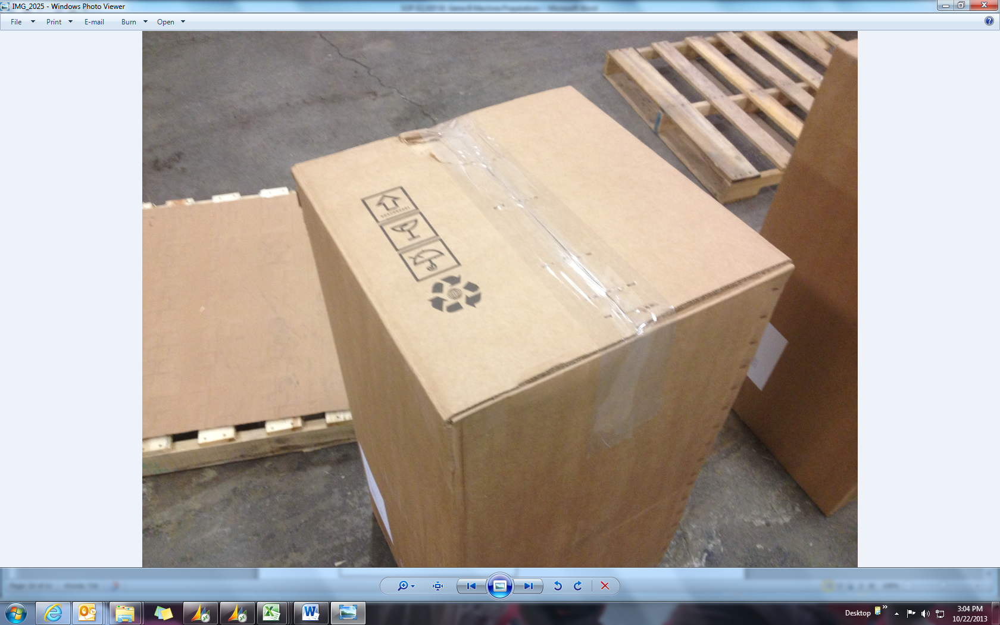 IMG_2025 - Windows Photo Viewer
File Print E-mail Burn Open
Desktop
3:04 PM
10/22/2013